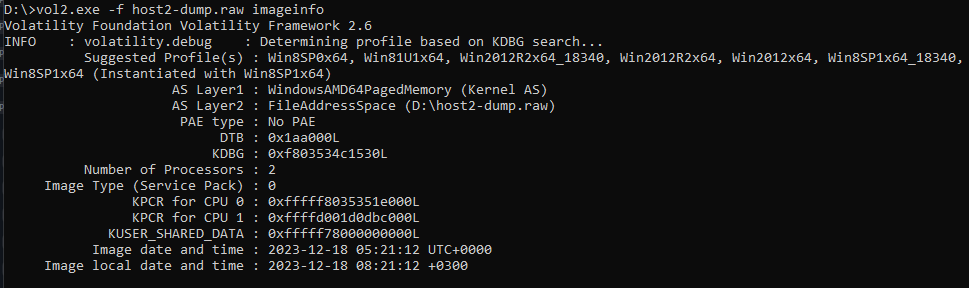 D:\>vol2.exe -f host2-dump.raw imageinfo
Volatility Foundation Volatility Framework 2.6
INFO    : volatility.debug    : Determining profile based on KDBG search...
Suggested Profile(s) : Win8SP0x64, Win81U1x64, Win2012R2x64_18340, Win2012R2x64, Win2012x64, Win8SP1x64_18340,
Win8SP1x64 (Instantiated with Win8SP1x64)
AS Layer1 : WindowsAMD64PagedMemory (Kernel AS)
AS Layer2 : FileAddressSpace (D:\host2-dump.raw)
PAE type : No PAE
DTB : 0x1aa000L
KDBG : 0xf803534c1530L
Number of Processors : 2
Image Type (Service Pack) : 0
KPCR for CPU 0 : 0xfffff8035351e000L
KPCR for CPU 1 : 0xffffd001d0dbc000L
KUSER_SHARED_DATA : 0xfffff78000000000L
Image date and time : 2023-12-18 05:21:12 UTC+0000
Image local date and time : 2023-12-18 08:21:12 +0300